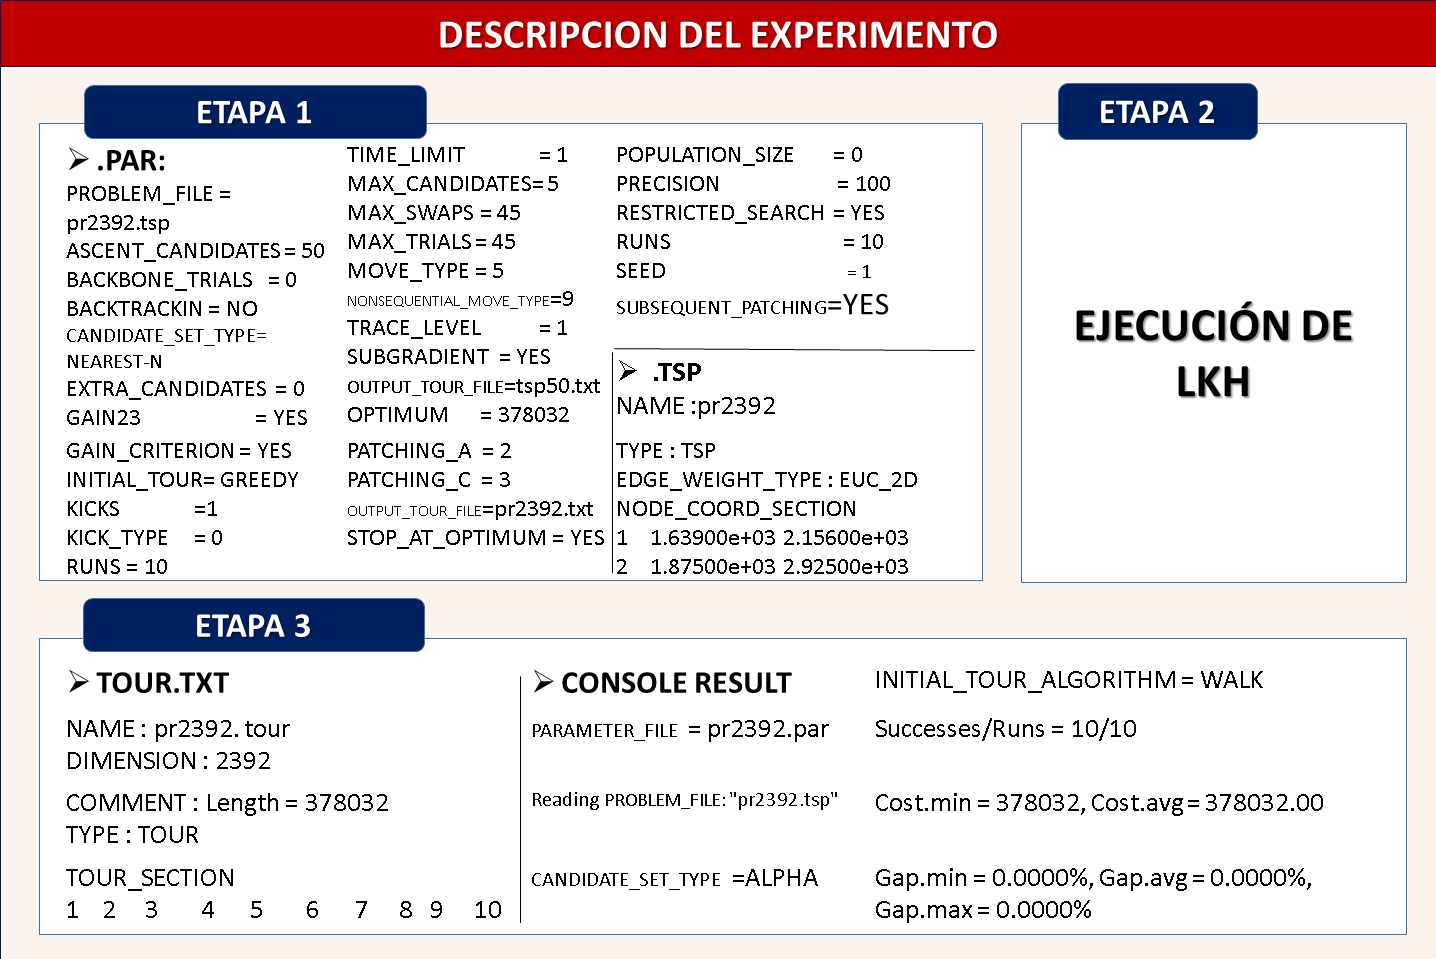 DESCRIPCION DEL EXPERIMENTO
ETAPA 1
➢ .PAR:
PROBLEM_FILE =
pr2392.tsp
ASCENT_CANDIDATES = 50
BACKBONE_TRIALS = 0
BACKTRACKIN = NO
CANDIDATE_SET_TYPE=
NEAREST-N
EXTRA_CANDIDATES = 0
GAIN23 = YES
GAIN_CRITERION = YES
INITIAL_TOUR= GREEDY
KICKS =1
KICK_TYPE = 0
RUNS = 10
TIME_LIMIT = 1
MAX_CANDIDATES= 5
MAX_SWAPS = 45
MAX_TRIALS = 45
MOVE_TYPE = 5
NONSEQUENTIAL_MOVE_TYPE=9
TRACE_LEVEL = 1
SUBGRADIENT = YES
OUTPUT_TOUR_FILE=tsp50.txt
OPTIMUM = 378032
PATCHING_A = 2
PATCHING_C = 3
OUTPUT_TOUR_FILE=pr2392.txt
STOP_AT_OPTIMUM = YES
POPULATION_SIZE = 0
PRECISION = 100
RESTRICTED_SEARCH = YES
RUNS = 10
SEED = 1
SUBSEQUENT_PATCHING=YES
➢ .TSP
NAME :pr2392
TYPE : TSP
EDGE_WEIGHT_TYPE : EUC_2D
NODE_COORD_SECTION
1 1.63900e+03 2.15600e+03
2 1.87500e+03 2.92500e+03
ETAPA 2
EJECUCIÓN DE
LKH
ETAPA 3
➢ TOUR.TXT
NAME : pr2392. tour
DIMENSION : 2392
COMMENT : Length = 378032
TYPE : TOUR
TOUR_SECTION
1 2 3 4 5 6 7 8 9 10
➢ CONSOLE RESULT
PARAMETER_FILE = pr2392.par
Reading PROBLEM_FILE: "pr2392.tsp"
CANDIDATE_SET_TYPE =ALPHA
INITIAL_TOUR_ALGORITHM = WALK
Successes/Runs = 10/10
Cost.min = 378032, Cost.avg = 378032.00
Gap.min = 0.0000%, Gap.avg = 0.0000%,
Gap.max = 0.0000%